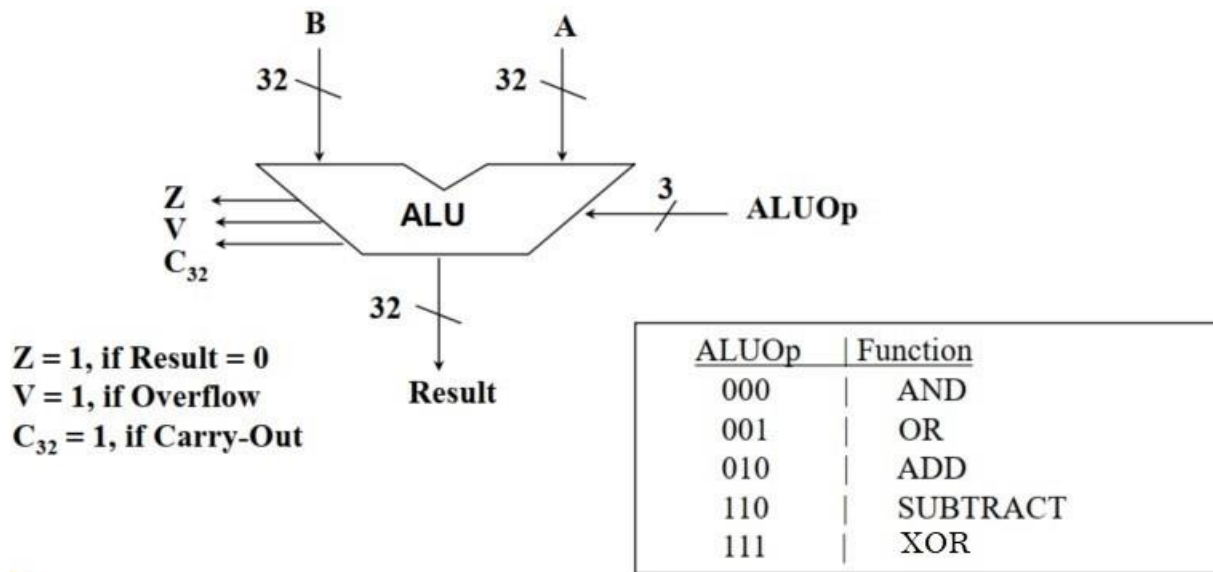 B A
32 32
Z
V
C32
ALU
3
ALUOp
32
Result
Z = 1, if Result = 0
V = 1, if Overflow
C32 = 1, if Carry-Out
ALUOp | Function
000 | AND
001 | OR
010 | ADD
110 | SUBTRACT
111 | XOR